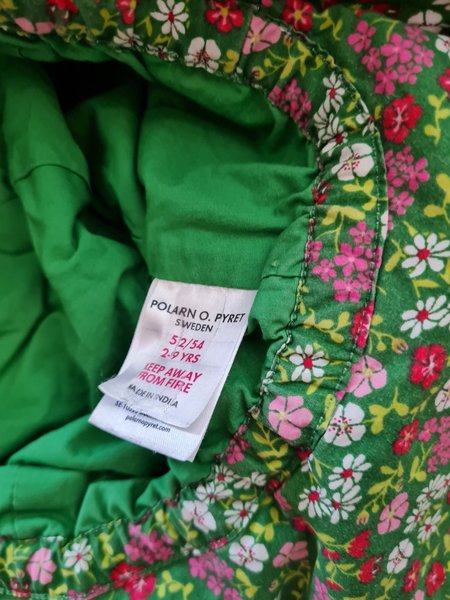 POLARN O. PYRET
SWEDEN
52/54
2-9 YRS
KEEP AWAY
FROM FIRE
MADE IN INDIA
polarnopyret.com